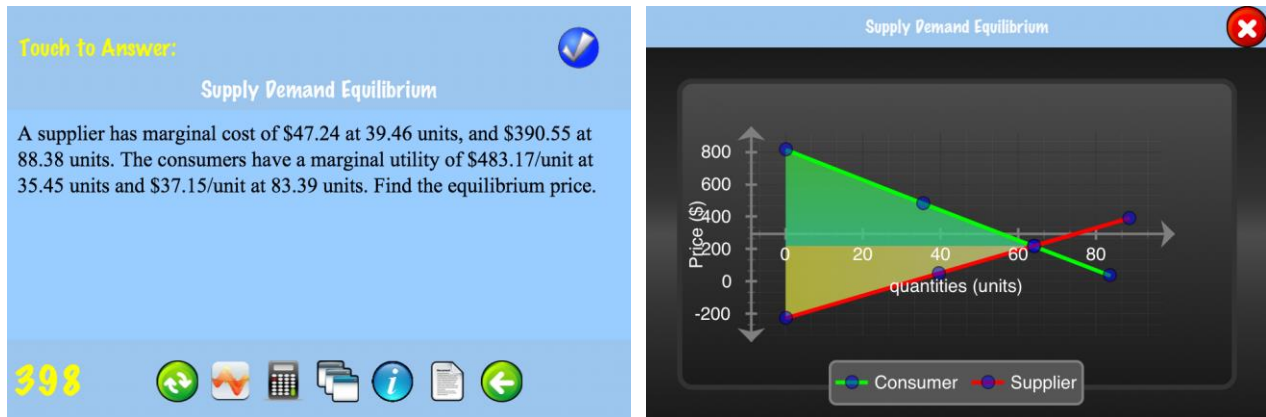 Touch to Answer:
Supply Demand Equilibrium
A supplier has marginal cost of $47.24 at 39.46 units, and $390.55 at
88.38 units. The consumers have a marginal utility of $483.17/unit at
35.45 units and $37.15/unit at 83.39 units. Find the equilibrium price.
398
Supply Demand Equilibrium
Price ($)
800
600
400
200
0
-200
0 20 40 60 80
quantities (units)
Consumer Supplier